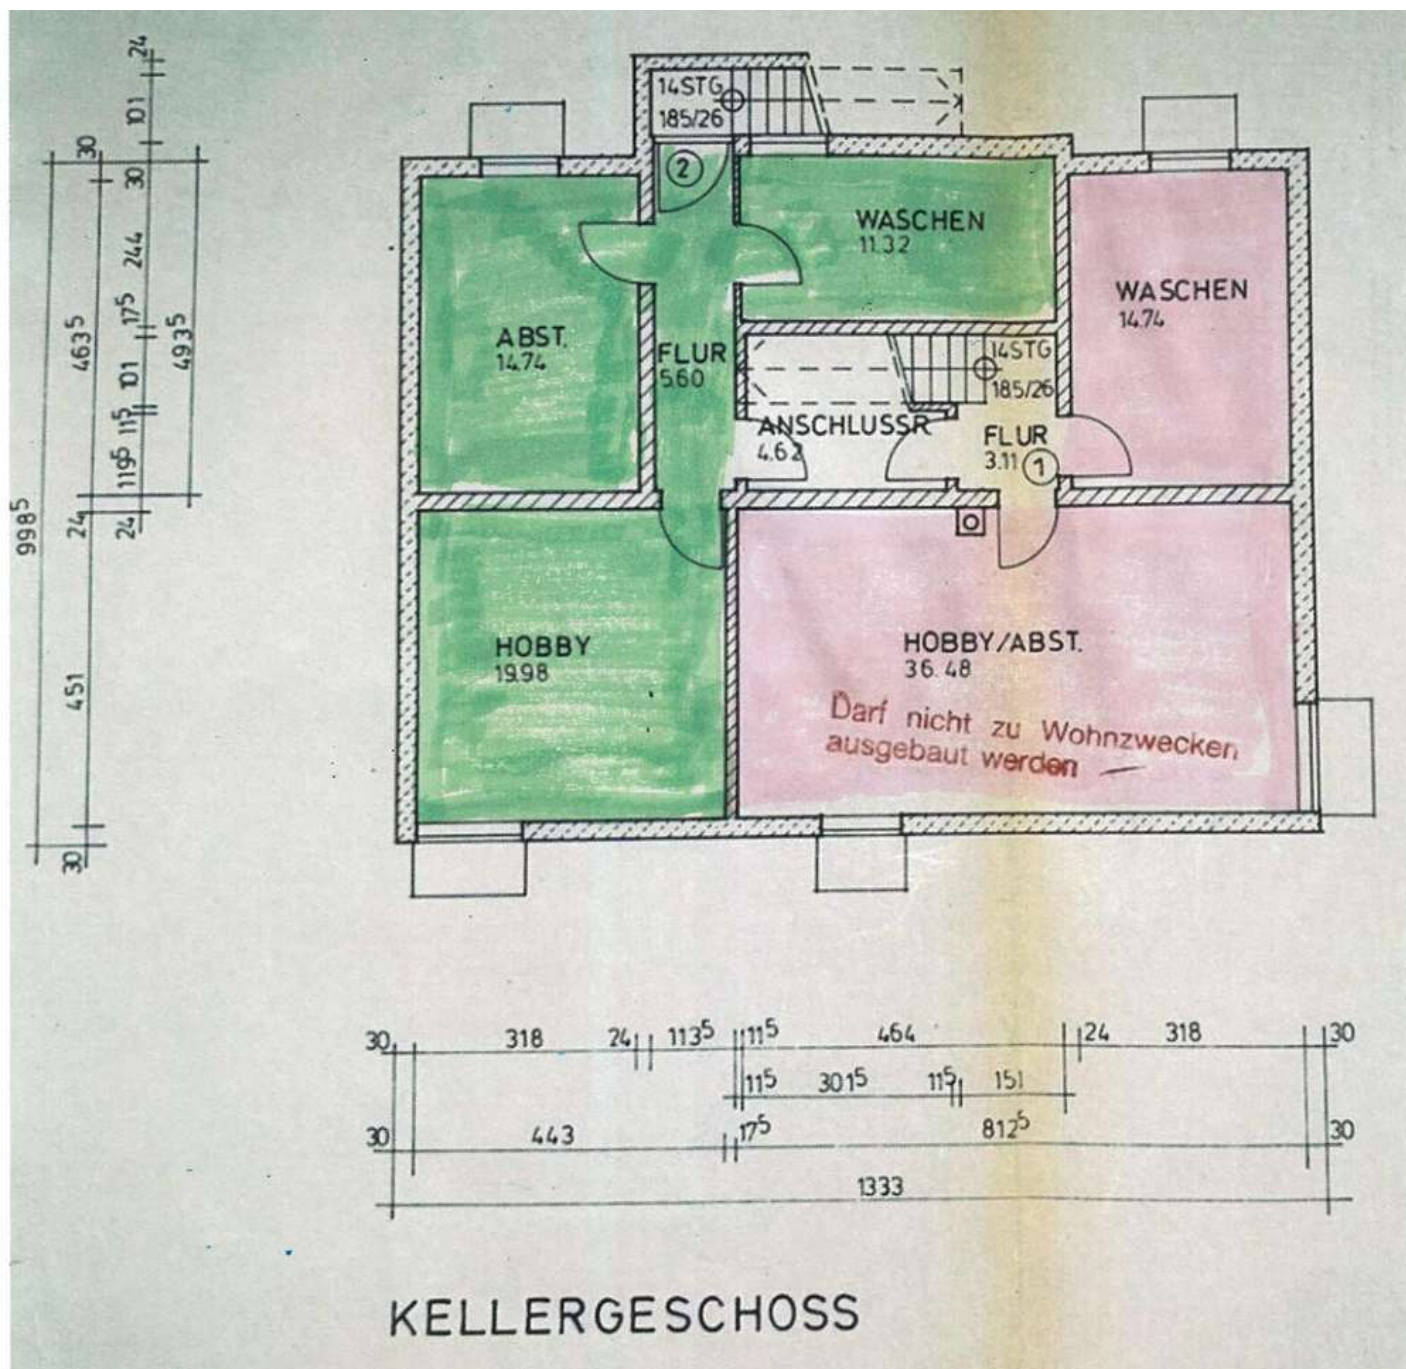 14STG
185/26
2
WASCHEN
11.32
WASCHEN
14.74
ABST.
14.74
FLUR
5.60
14STG
185/26
ANSCHLUSSR
4.62
FLUR
3.11
1
HOBBY
19.98
HOBBY/ABST.
36.48
Darf nicht zu Wohnzwecken
ausgebaut werden
24
101
30
30
244
17⁵
101
11⁵
119⁵
24
463⁵
493⁵
998⁵
24
451
30
30 318 24 113⁵ 11⁵ 464 24 318 30
11⁵ 301⁵ 11⁵ 151
30 443 17⁵ 812⁵ 30
1333
KELLERGESCHOSS